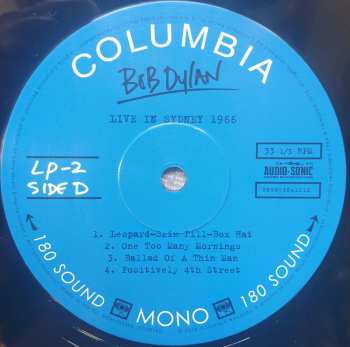 COLUMBIA
BOB DYLAN
LIVE IN SYDNEY 1966
LP-2
SIDE D
33 1/3 RPM
AUDIO-SONIC
1. Leopard-Skin Pill-Box Hat
2. One Too Many Mornings
3. Ballad Of A Thin Man
4. Positively 4th Street
180 SOUND MONO 180 SOUND